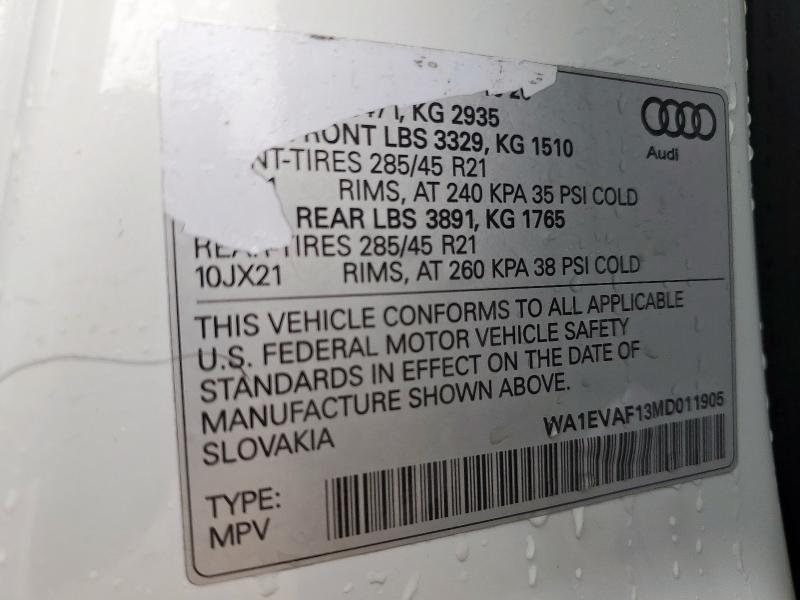 KG 2935
FRONT LBS 3329, KG 1510
285/45 R21
RIMS, AT 240 KPA 35 PSI COLD
REAR LBS 3891, KG 1765
REAR-TIRES 285/45 R21
10JX21 RIMS, AT 260 KPA 38 PSI COLD
Audi
THIS VEHICLE CONFORMS TO ALL APPLICABLE
U.S. FEDERAL MOTOR VEHICLE SAFETY
STANDARDS IN EFFECT ON THE DATE OF
MANUFACTURE SHOWN ABOVE.
SLOVAKIA
WA1EVAF13MD011905
TYPE:
MPV